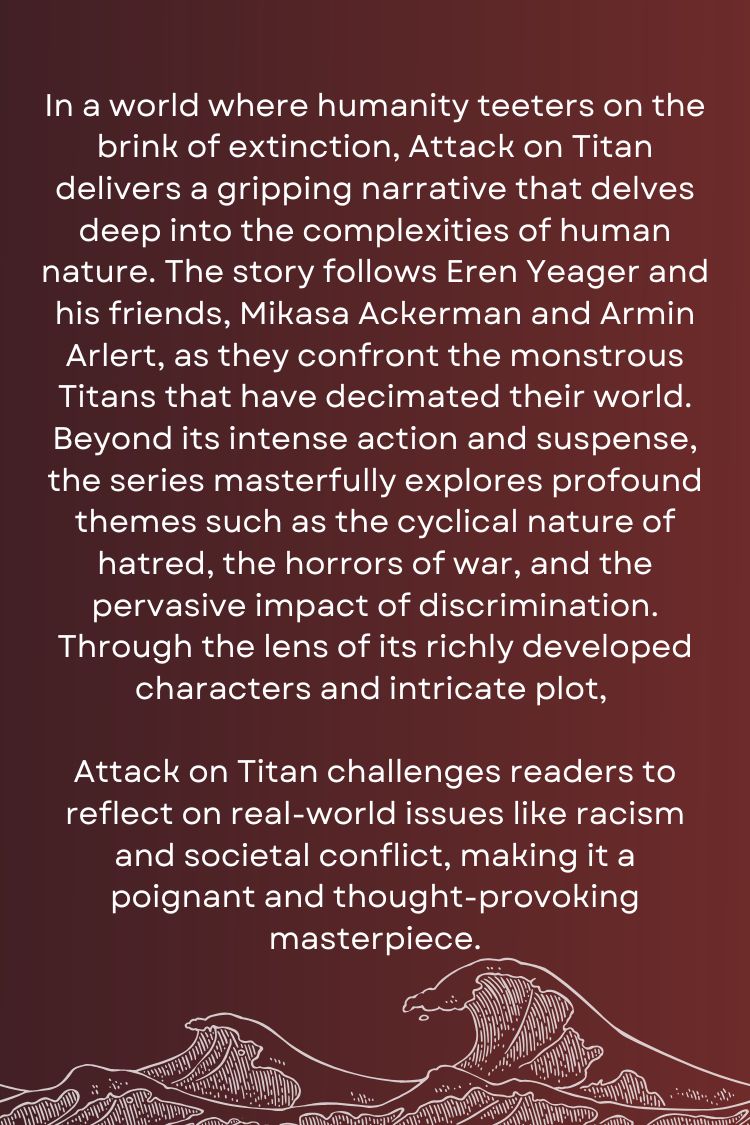 In a world where humanity teeters on the
brink of extinction, Attack on Titan
delivers a gripping narrative that delves
deep into the complexities of human
nature. The story follows Eren Yeager and
his friends, Mikasa Ackerman and Armin
Arlert, as they confront the monstrous
Titans that have decimated their world.
Beyond its intense action and suspense,
the series masterfully explores profound
themes such as the cyclical nature of
hatred, the horrors of war, and the
pervasive impact of discrimination.
Through the lens of its richly developed
characters and intricate plot,
Attack on Titan challenges readers to
reflect on real-world issues like racism
and societal conflict, making it a
poignant and thought-provoking
masterpiece.